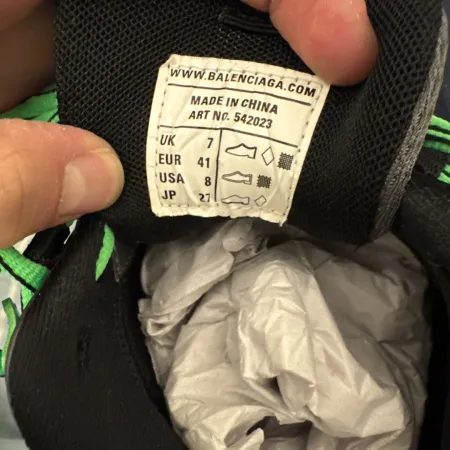 WWW.BALENCIAGA.COM
MADE IN CHINA
ART NO. 542023
UK 7
EUR 41
USA 8
JP 27